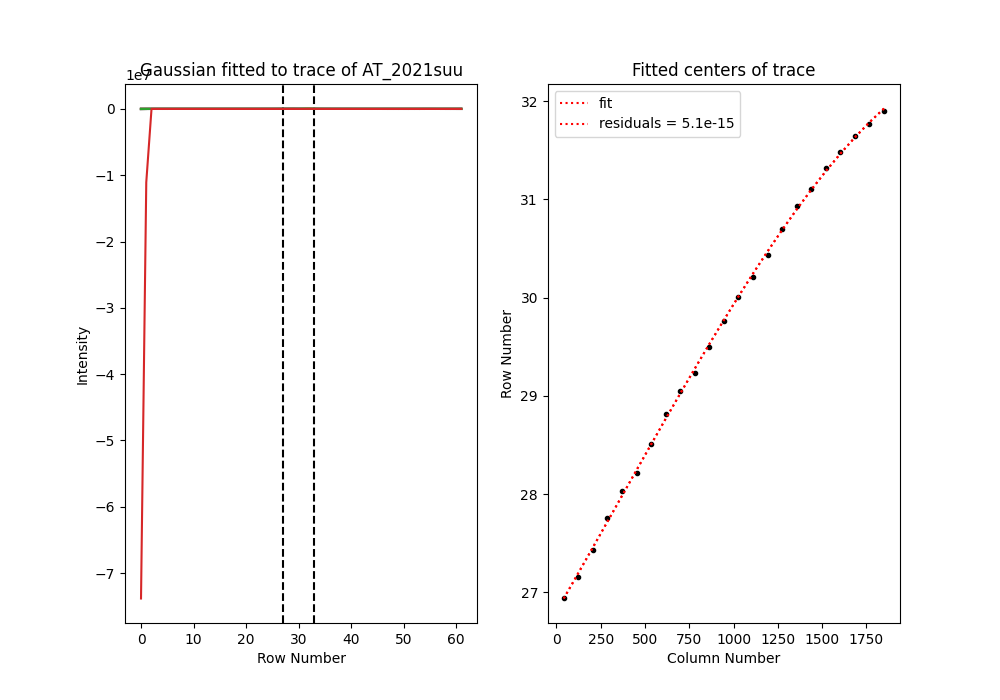 Gaussian fitted to trace of AT_2021suu
1e7
0
−1
−2
−3
−4
−5
−6
−7
Intensity
0 10 20 30 40 50 60
Row Number
Fitted centers of trace
fit
residuals = 5.1e-15
32
31
30
29
28
27
Row Number
0 250 500 750 1000 1250 1500 1750
Column Number